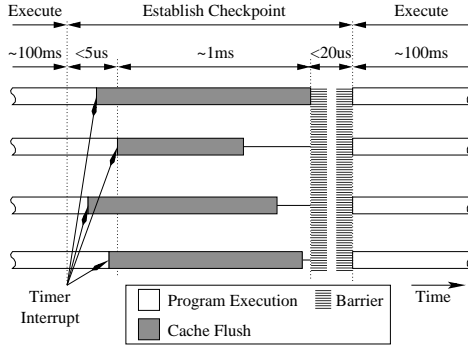 Execute Establish Checkpoint Execute
~100ms <5us ~1ms <20us ~100ms
Timer
Interrupt
Program Execution Barrier
Cache Flush
Time